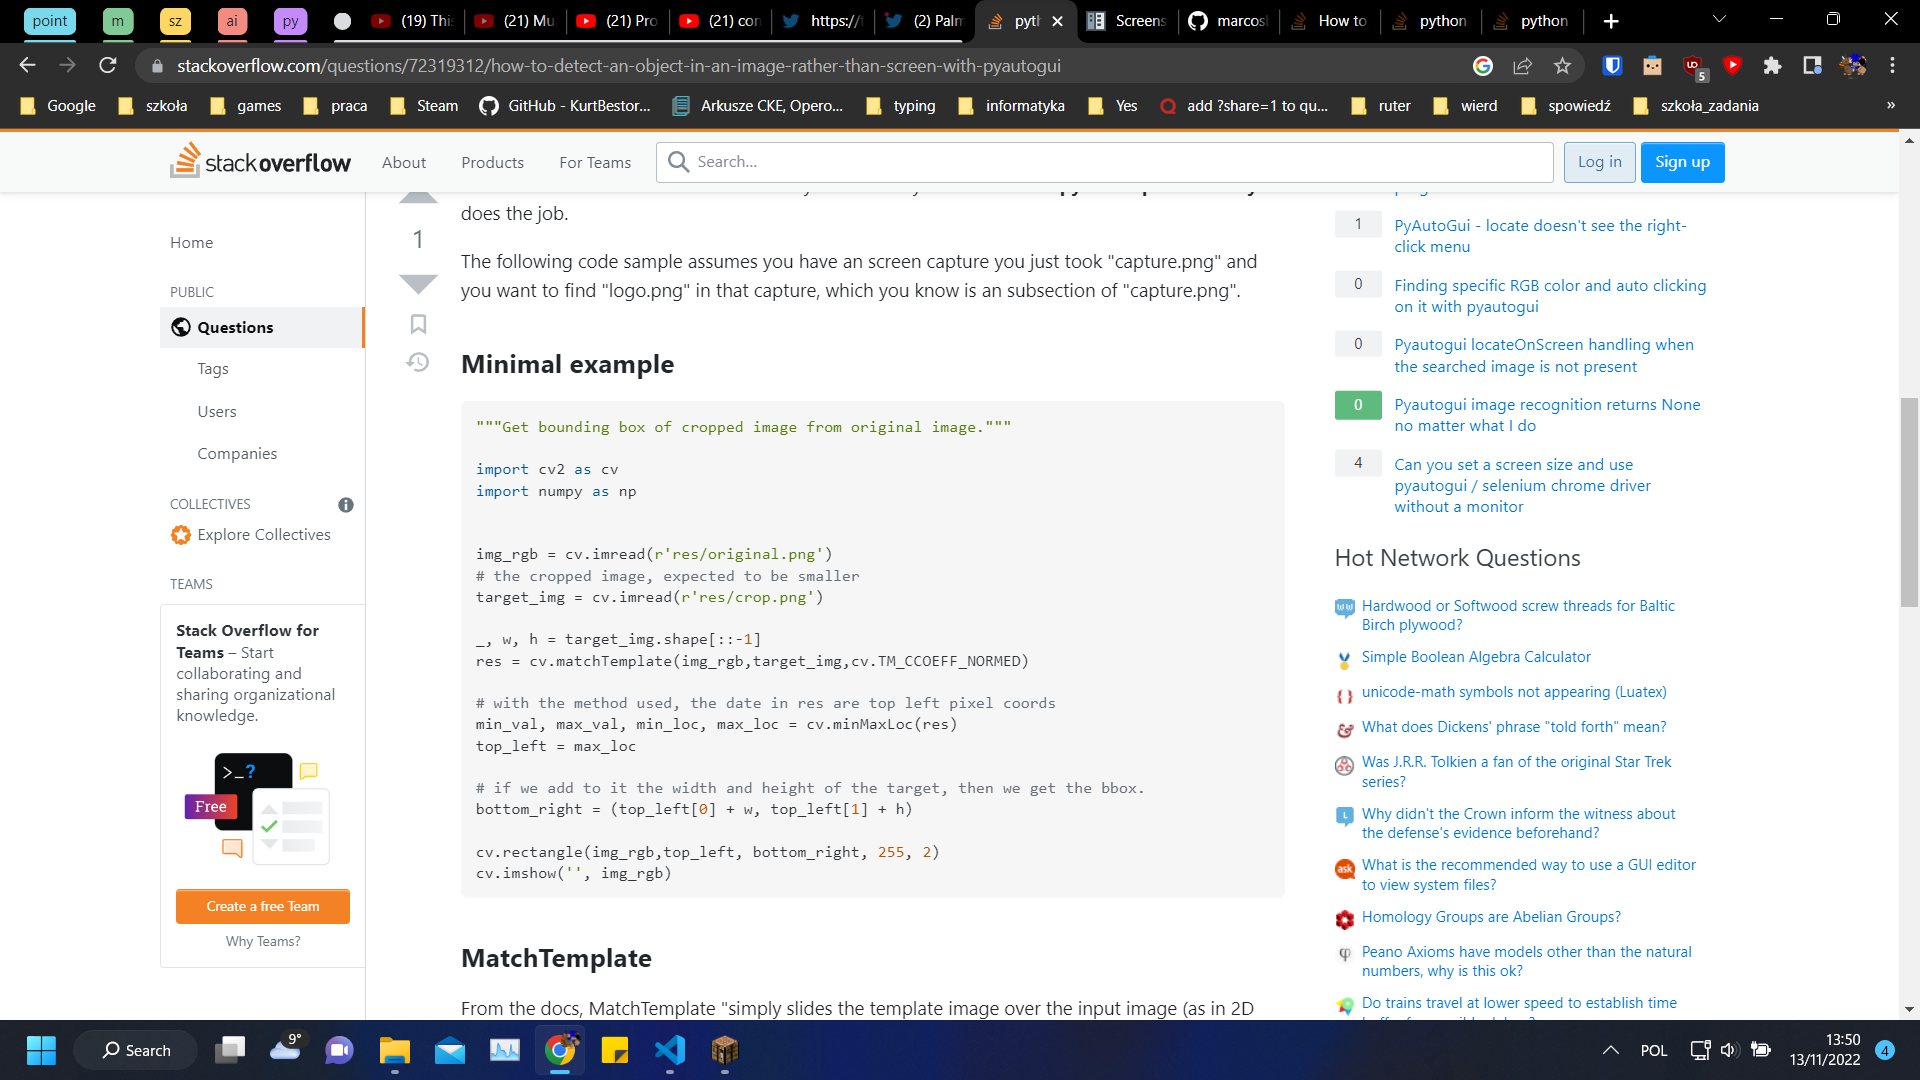 point
m
sz
ai
py
(19) This
(21) Mu
(21) Pro
(21) con
https://t
(2) Palm
pyth
Screens
marcosl
How to
python
python
stackoverflow.com/questions/72319312/how-to-detect-an-object-in-an-image-rather-than-screen-with-pyautogui
5
Google
szkoła
games
praca
Steam
GitHub - KurtBestor...
Arkusze CKE, Opero...
typing
informatyka
Yes
add ?share=1 to qu...
ruter
wierd
spowiedź
szkoła_zadania
»
stackoverflow
About
Products
For Teams
Search...
Log in
Sign up
Home
PUBLIC
Questions
Tags
Users
Companies
COLLECTIVES
Explore Collectives
TEAMS
Stack Overflow for
Teams – Start
collaborating and
sharing organizational
knowledge.
>_?
Free
Create a free Team
Why Teams?
1
does the job.
The following code sample assumes you have an screen capture you just took "capture.png" and
you want to find "logo.png" in that capture, which you know is an subsection of "capture.png".
Minimal example
"""Get bounding box of cropped image from original image."""
import cv2 as cv
import numpy as np
img_rgb = cv.imread(r'res/original.png')
# the cropped image, expected to be smaller
target_img = cv.imread(r'res/crop.png')
_, w, h = target_img.shape[::-1]
res = cv.matchTemplate(img_rgb,target_img,cv.TM_CCOEFF_NORMED)
# with the method used, the date in res are top left pixel coords
min_val, max_val, min_loc, max_loc = cv.minMaxLoc(res)
top_left = max_loc
# if we add to it the width and height of the target, then we get the bbox.
bottom_right = (top_left[0] + w, top_left[1] + h)
cv.rectangle(img_rgb,top_left, bottom_right, 255, 2)
cv.imshow('', img_rgb)
MatchTemplate
From the docs, MatchTemplate "simply slides the template image over the input image (as in 2D
1
PyAutoGui - locate doesn't see the right-
click menu
0
Finding specific RGB color and auto clicking
on it with pyautogui
0
Pyautogui locateOnScreen handling when
the searched image is not present
0
Pyautogui image recognition returns None
no matter what I do
4
Can you set a screen size and use
pyautogui / selenium chrome driver
without a monitor
Hot Network Questions
Hardwood or Softwood screw threads for Baltic
Birch plywood?
Simple Boolean Algebra Calculator
unicode-math symbols not appearing (Luatex)
What does Dickens' phrase "told forth" mean?
Was J.R.R. Tolkien a fan of the original Star Trek
series?
Why didn't the Crown inform the witness about
the defense's evidence beforehand?
What is the recommended way to use a GUI editor
to view system files?
Homology Groups are Abelian Groups?
Peano Axioms have models other than the natural
numbers, why is this ok?
Do trains travel at lower speed to establish time
Search
9°
POL
13:50
13/11/2022
4